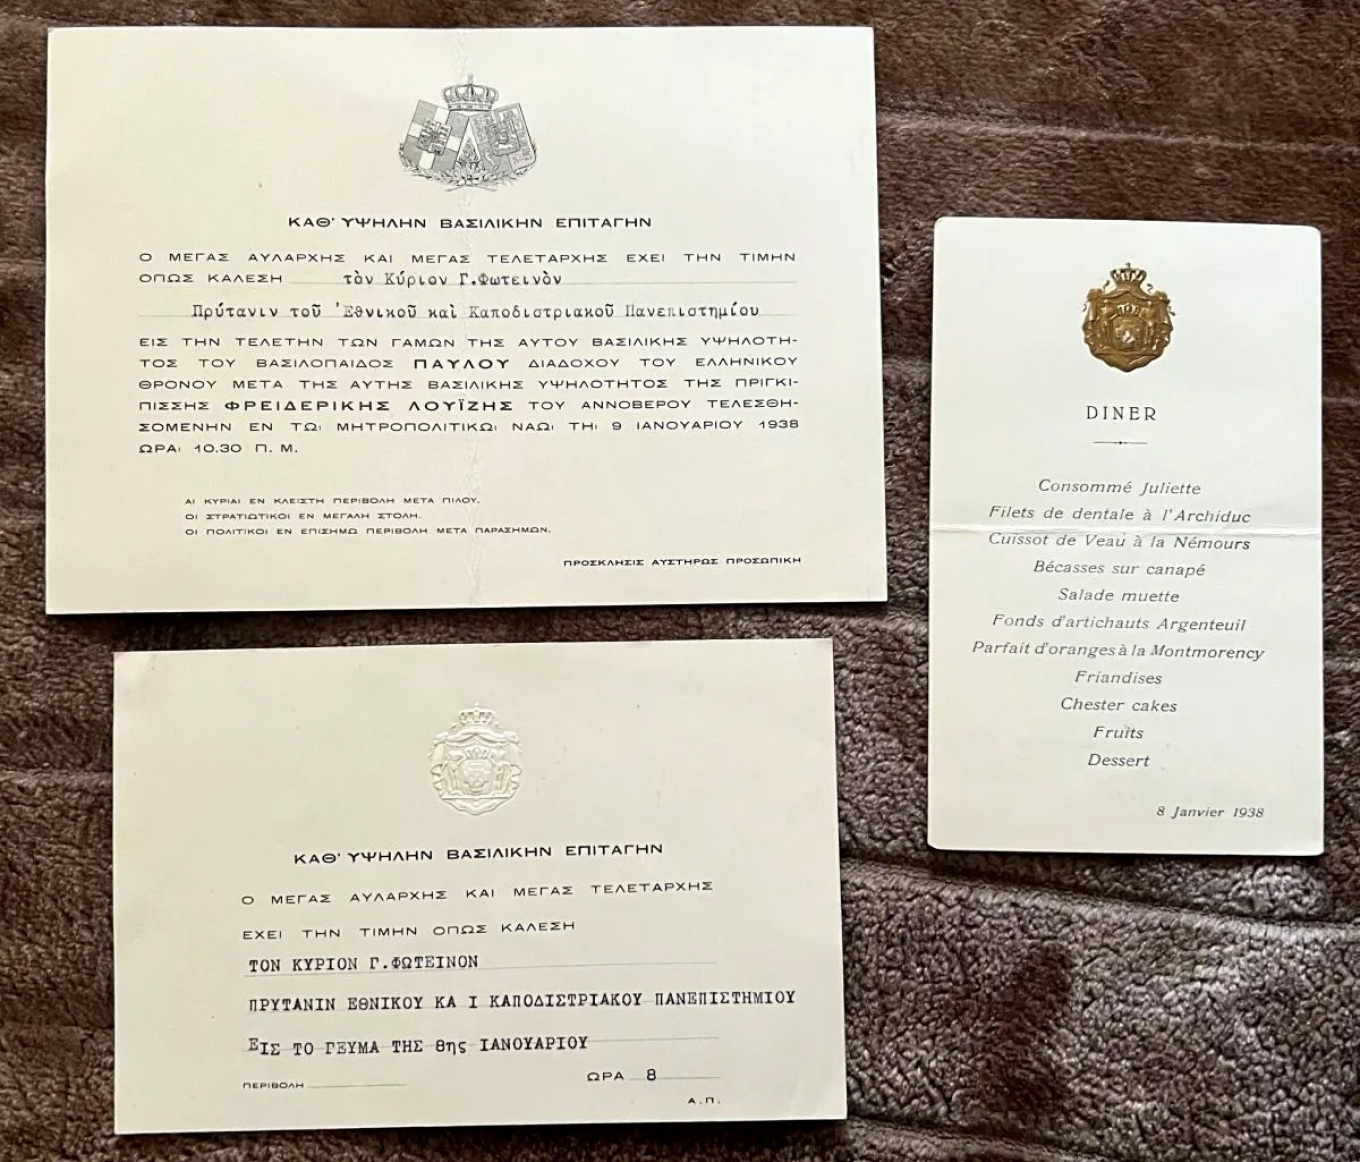 ΚΑΘ' ΥΨΗΛΗΝ ΒΑΣΙΛΙΚΗΝ ΕΠΙΤΑΓΗΝ
Ο ΜΕΓΑΣ ΑΥΛΑΡΧΗΣ ΚΑΙ ΜΕΓΑΣ ΤΕΛΕΤΑΡΧΗΣ ΕΧΕΙ ΤΗΝ ΤΙΜΗΝ
ΟΠΩΣ ΚΑΛΕΣΗ τὸν Κύριον Γ.Φωτεινὸν
Πρύτανιν τοῦ 'Εθνικοῦ καὶ Καποδιστριακοῦ Πανεπιστημίου
ΕΙΣ ΤΗΝ ΤΕΛΕΤΗΝ ΤΩΝ ΓΑΜΩΝ ΤΗΣ ΑΥΤΟΥ ΒΑΣΙΛΙΚΗΣ ΥΨΗΛΟΤΗ-
ΤΟΣ ΤΟΥ ΒΑΣΙΛΟΠΑΙΔΟΣ ΠΑΥΛΟΥ ΔΙΑΔΟΧΟΥ ΤΟΥ ΕΛΛΗΝΙΚΟΥ
ΘΡΟΝΟΥ ΜΕΤΑ ΤΗΣ ΑΥΤΗΣ ΒΑΣΙΛΙΚΗΣ ΥΨΗΛΟΤΗΤΟΣ ΤΗΣ ΠΡΙΓΚΙ-
ΠΙΣΣΗΣ ΦΡΕΙΔΕΡΙΚΗΣ ΛΟΥΪΖΗΣ ΤΟΥ ΑΝΝΟΒΕΡΟΥ ΤΕΛΕΣΘΗ-
ΣΟΜΕΝΗΝ ΕΝ ΤΩι ΜΗΤΡΟΠΟΛΙΤΙΚΩι ΝΑΩι ΤΗι 9 ΙΑΝΟΥΑΡΙΟΥ 1938
ΩΡΑι 10.30 Π. Μ.
ΑΙ ΚΥΡΙΑΙ ΕΝ ΚΛΕΙΣΤΗ ΠΕΡΙΒΟΛΗ ΜΕΤΑ ΠΙΛΟΥ.
ΟΙ ΣΤΡΑΤΙΩΤΙΚΟΙ ΕΝ ΜΕΓΑΛΗ ΣΤΟΛΗ.
ΟΙ ΠΟΛΙΤΙΚΟΙ ΕΝ ΕΠΙΣΗΜΩ ΠΕΡΙΒΟΛΗ ΜΕΤΑ ΠΑΡΑΣΗΜΩΝ.
ΠΡΟΣΚΛΗΣΙΣ ΑΥΣΤΗΡΩΣ ΠΡΟΣΩΠΙΚΗ
DINER
Consommé Juliette
Filets de dentale à l'Archiduc
Cuissot de Veau à la Némours
Bécasses sur canapé
Salade muette
Fonds d'artichauts Argenteuil
Parfait d'oranges à la Montmorency
Friandises
Chester cakes
Fruits
Dessert
8 Janvier 1938
ΚΑΘ' ΥΨΗΛΗΝ ΒΑΣΙΛΙΚΗΝ ΕΠΙΤΑΓΗΝ
Ο ΜΕΓΑΣ ΑΥΛΑΡΧΗΣ ΚΑΙ ΜΕΓΑΣ ΤΕΛΕΤΑΡΧΗΣ
ΕΧΕΙ ΤΗΝ ΤΙΜΗΝ ΟΠΩΣ ΚΑΛΕΣΗ
ΤΟΝ ΚΥΡΙΟΝ Γ.ΦΩΤΕΙΝΟΝ
ΠΡΥΤΑΝΙΝ ΕΘΝΙΚΟΥ ΚΑ Ι ΚΑΠΟΔΙΣΤΡΙΑΚΟΥ ΠΑΝΕΠΙΣΤΗΜΙΟΥ
ΕΙΣ ΤΟ ΓΕΥΜΑ ΤΗΣ 8ης ΙΑΝΟΥΑΡΙΟΥ
ΠΕΡΙΒΟΛΗ ΩΡΑ 8
Α.Π.